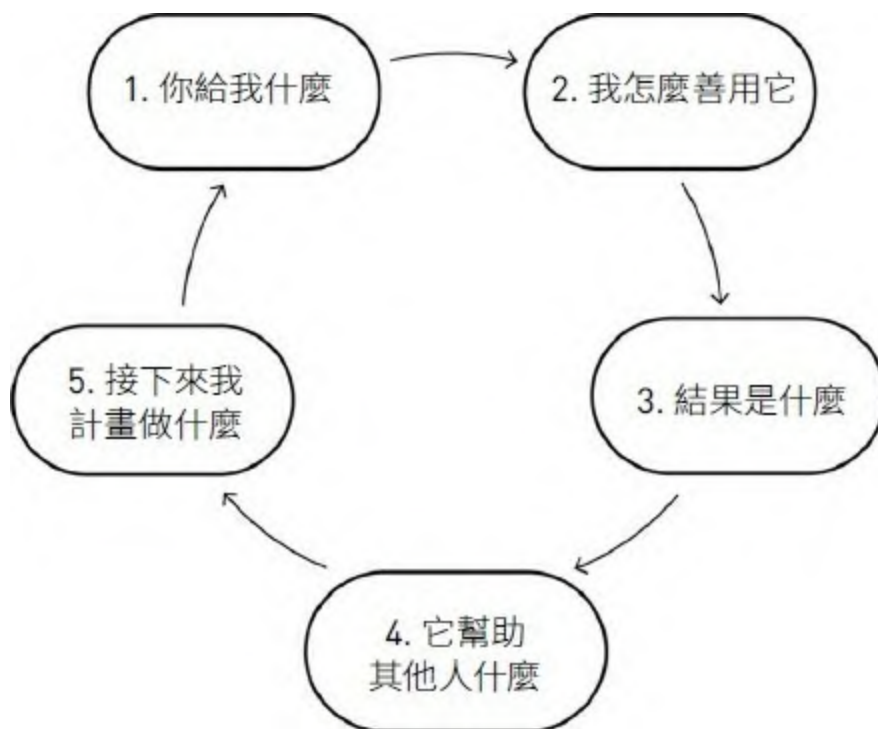 1. 你給我什麼
2. 我怎麼善用它
3. 結果是什麼
4. 它幫助
其他人什麼
5. 接下來我
計畫做什麼